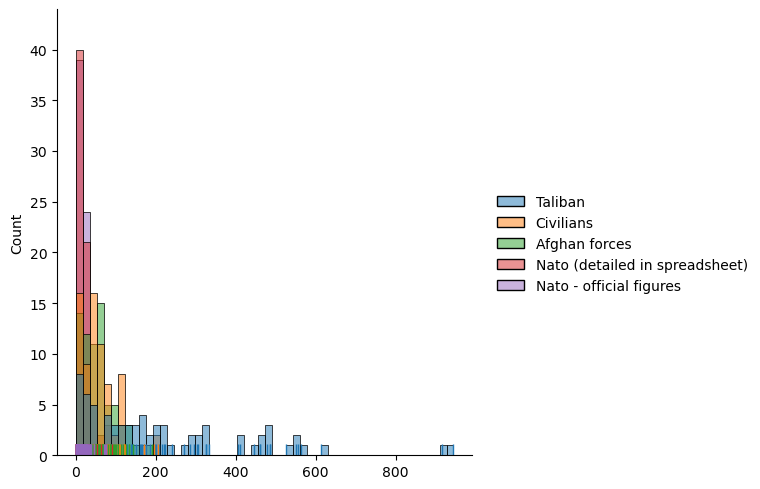 40
35
30
25
20
15
10
5
0
Count
0 200 400 600 800
Taliban
Civilians
Afghan forces
Nato (detailed in spreadsheet)
Nato - official figures